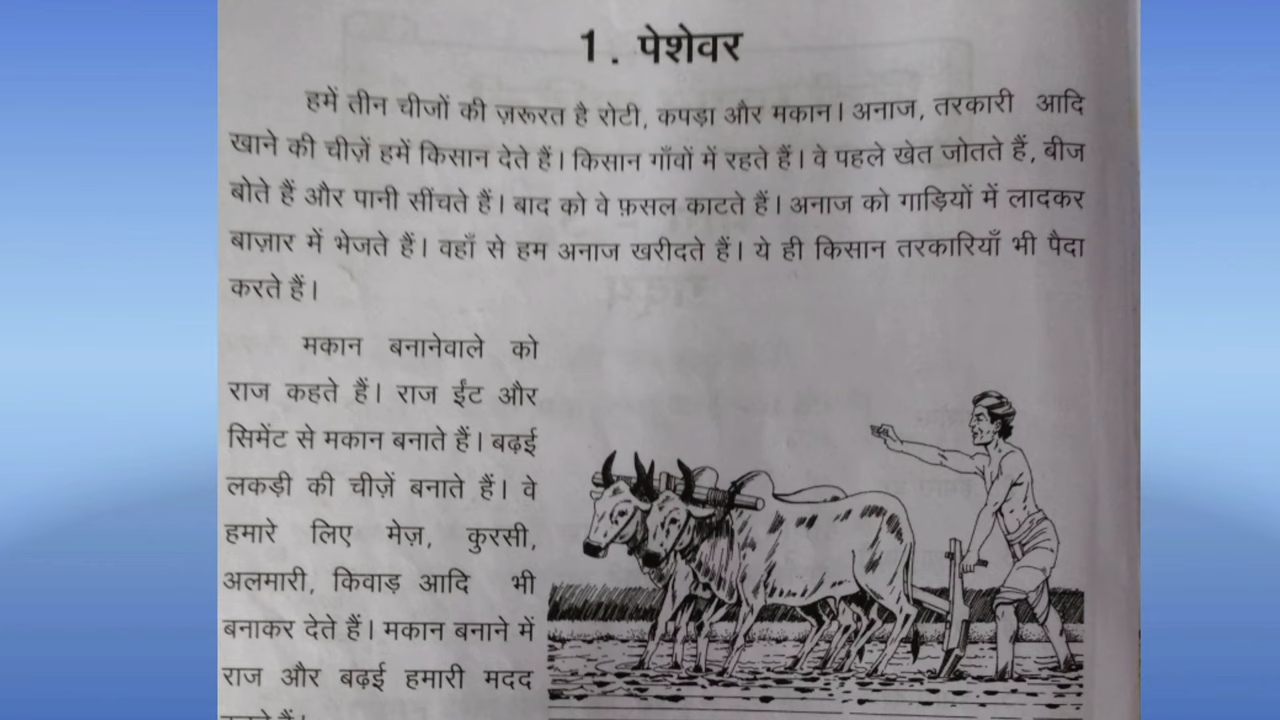 1. पेशेवर
हमें तीन चीजों की ज़रूरत है रोटी, कपड़ा और मकान। अनाज, तरकारी आदि
खाने की चीज़ें हमें किसान देते हैं। किसान गाँवों में रहते हैं। वे पहले खेत जोतते हैं, बीज
बोते हैं और पानी सींचते हैं। बाद को वे फ़सल काटते हैं। अनाज को गाड़ियों में लादकर
बाज़ार में भेजते हैं। वहाँ से हम अनाज खरीदते हैं। ये ही किसान तरकारियाँ भी पैदा
करते हैं।
मकान बनानेवाले को
राज कहते हैं। राज ईंट और
सिमेंट से मकान बनाते हैं। बढ़ई
लकड़ी की चीज़ें बनाते हैं। वे
हमारे लिए मेज़, कुरसी,
अलमारी, किवाड़ आदि भी
बनाकर देते हैं। मकान बनाने में
राज और बढ़ई हमारी मदद